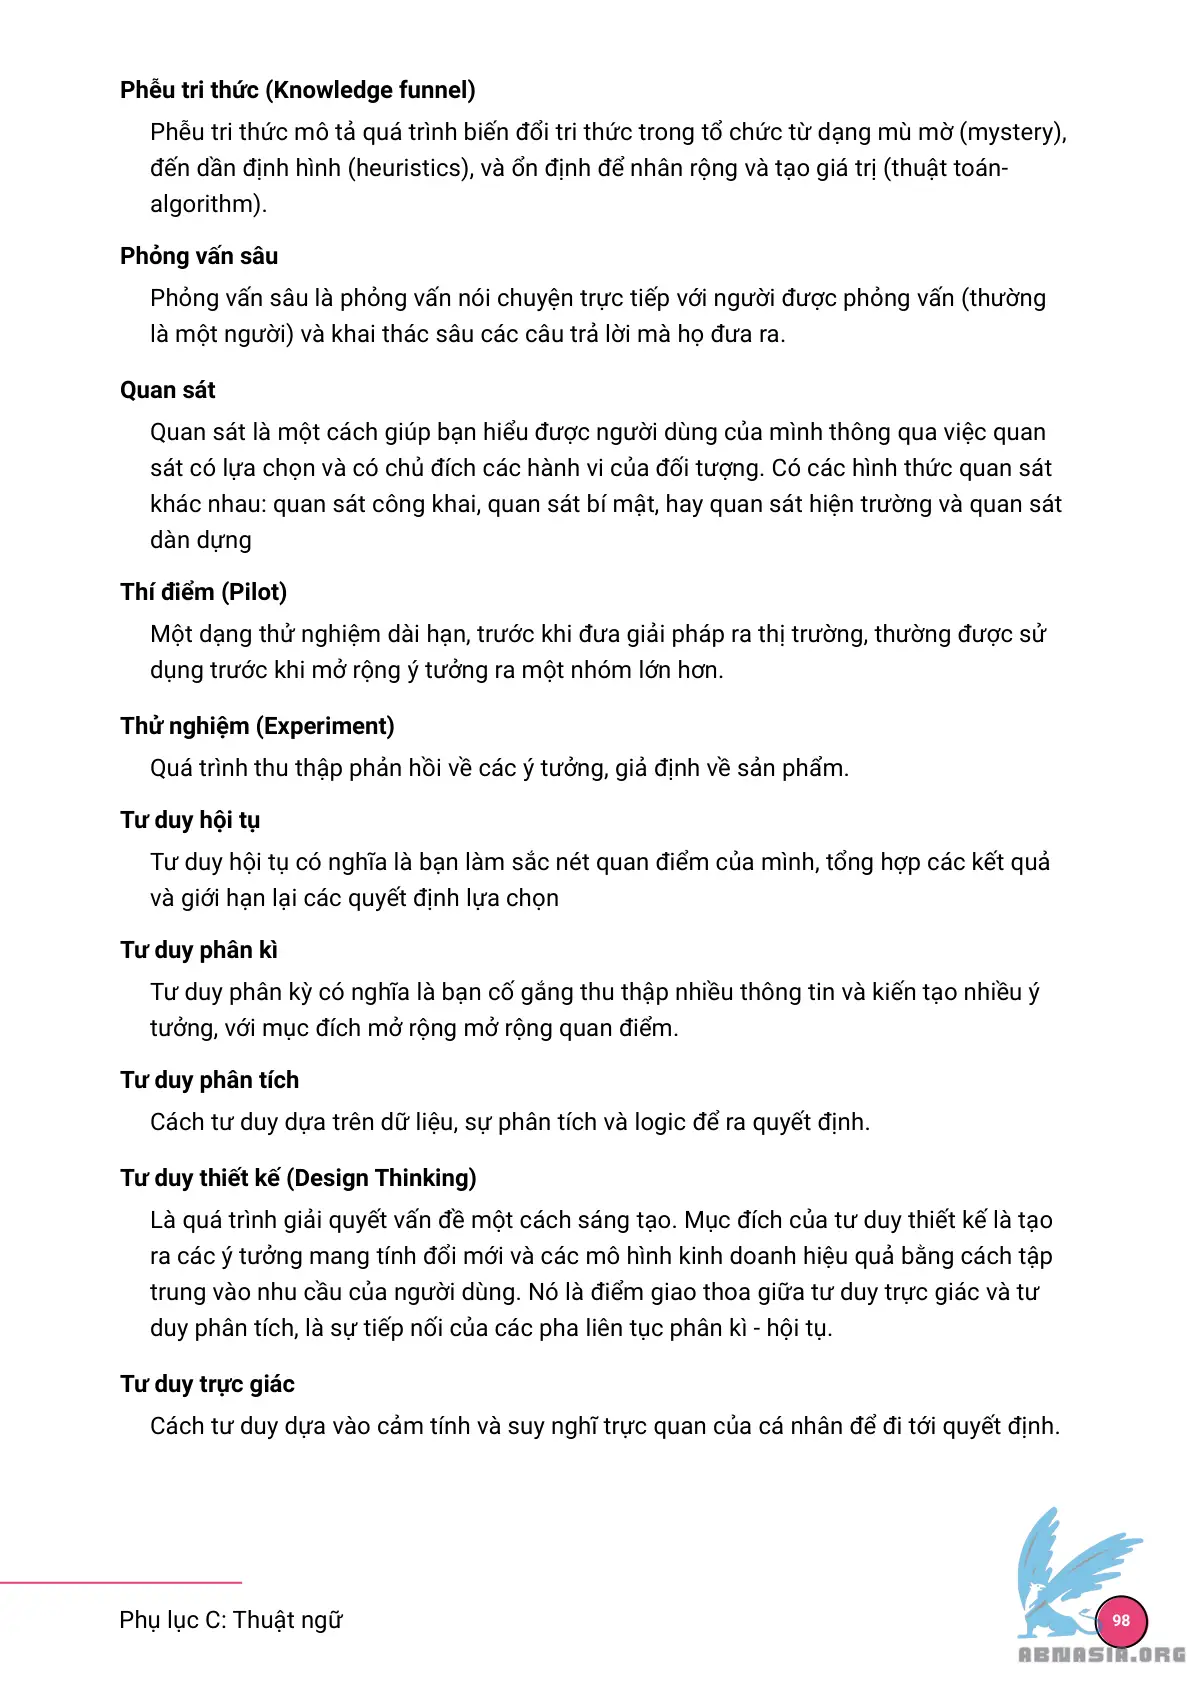 Phễu tri thức (Knowledge funnel)
Phễu tri thức mô tả quá trình biến đổi tri thức trong tổ chức từ dạng mù mờ (mystery),
đến dần định hình (heuristics), và ổn định để nhân rộng và tạo giá trị (thuật toán-
algorithm).
Phỏng vấn sâu
Phỏng vấn sâu là phỏng vấn nói chuyện trực tiếp với người được phỏng vấn (thường
là một người) và khai thác sâu các câu trả lời mà họ đưa ra.
Quan sát
Quan sát là một cách giúp bạn hiểu được người dùng của mình thông qua việc quan
sát có lựa chọn và có chủ đích các hành vi của đối tượng. Có các hình thức quan sát
khác nhau: quan sát công khai, quan sát bí mật, hay quan sát hiện trường và quan sát
dàn dựng
Thí điểm (Pilot)
Một dạng thử nghiệm dài hạn, trước khi đưa giải pháp ra thị trường, thường được sử
dụng trước khi mở rộng ý tưởng ra một nhóm lớn hơn.
Thử nghiệm (Experiment)
Quá trình thu thập phản hồi về các ý tưởng, giả định về sản phẩm.
Tư duy hội tụ
Tư duy hội tụ có nghĩa là bạn làm sắc nét quan điểm của mình, tổng hợp các kết quả
và giới hạn lại các quyết định lựa chọn
Tư duy phân kì
Tư duy phân kỳ có nghĩa là bạn cố gắng thu thập nhiều thông tin và kiến tạo nhiều ý
tưởng, với mục đích mở rộng mở rộng quan điểm.
Tư duy phân tích
Cách tư duy dựa trên dữ liệu, sự phân tích và logic để ra quyết định.
Tư duy thiết kế (Design Thinking)
Là quá trình giải quyết vấn đề một cách sáng tạo. Mục đích của tư duy thiết kế là tạo
ra các ý tưởng mang tính đổi mới và các mô hình kinh doanh hiệu quả bằng cách tập
trung vào nhu cầu của người dùng. Nó là điểm giao thoa giữa tư duy trực giác và tư
duy phân tích, là sự tiếp nối của các pha liên tục phân kì - hội tụ.
Tư duy trực giác
Cách tư duy dựa vào cảm tính và suy nghĩ trực quan của cá nhân để đi tới quyết định.
Phụ lục C: Thuật ngữ
98
ABNASIA.ORG